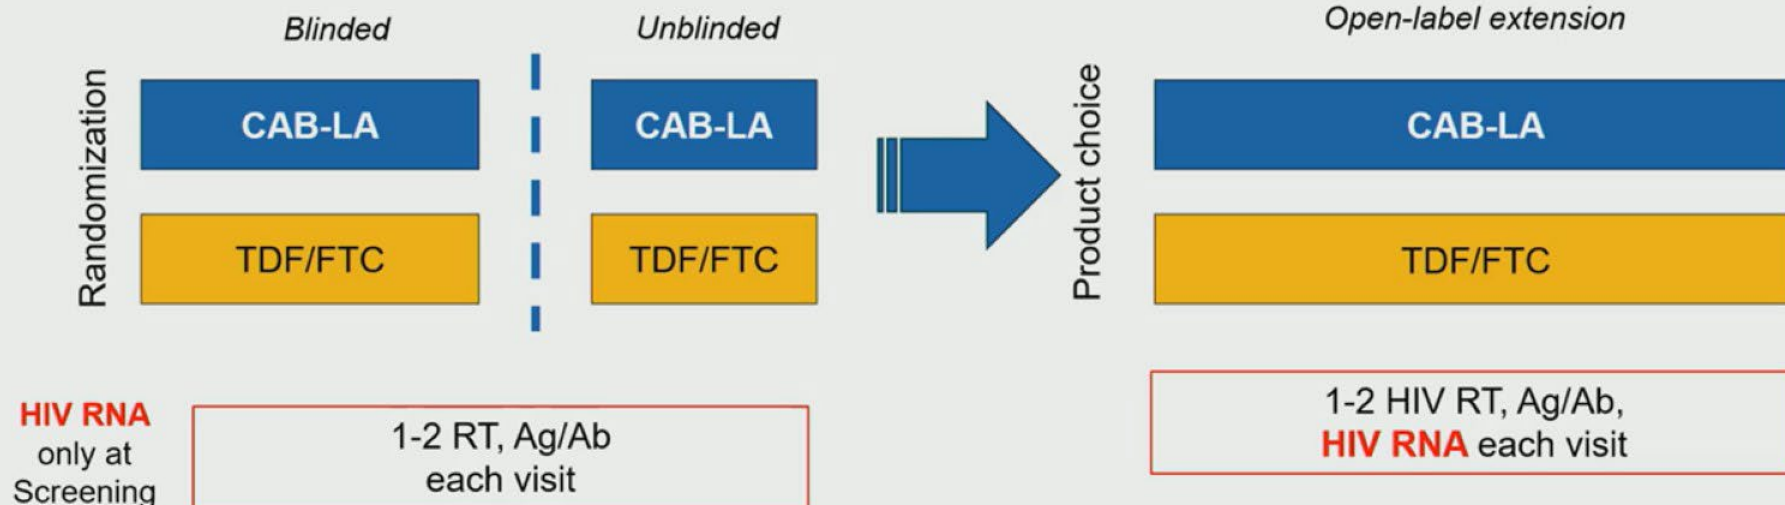 Blinded
Unblinded
Open-label extension
Randomization
CAB-LA
CAB-LA
Product choice
CAB-LA
TDF/FTC
TDF/FTC
TDF/FTC
HIV RNA
only at
Screening
1-2 RT, Ag/Ab
each visit
1-2 HIV RT, Ag/Ab,
HIV RNA each visit